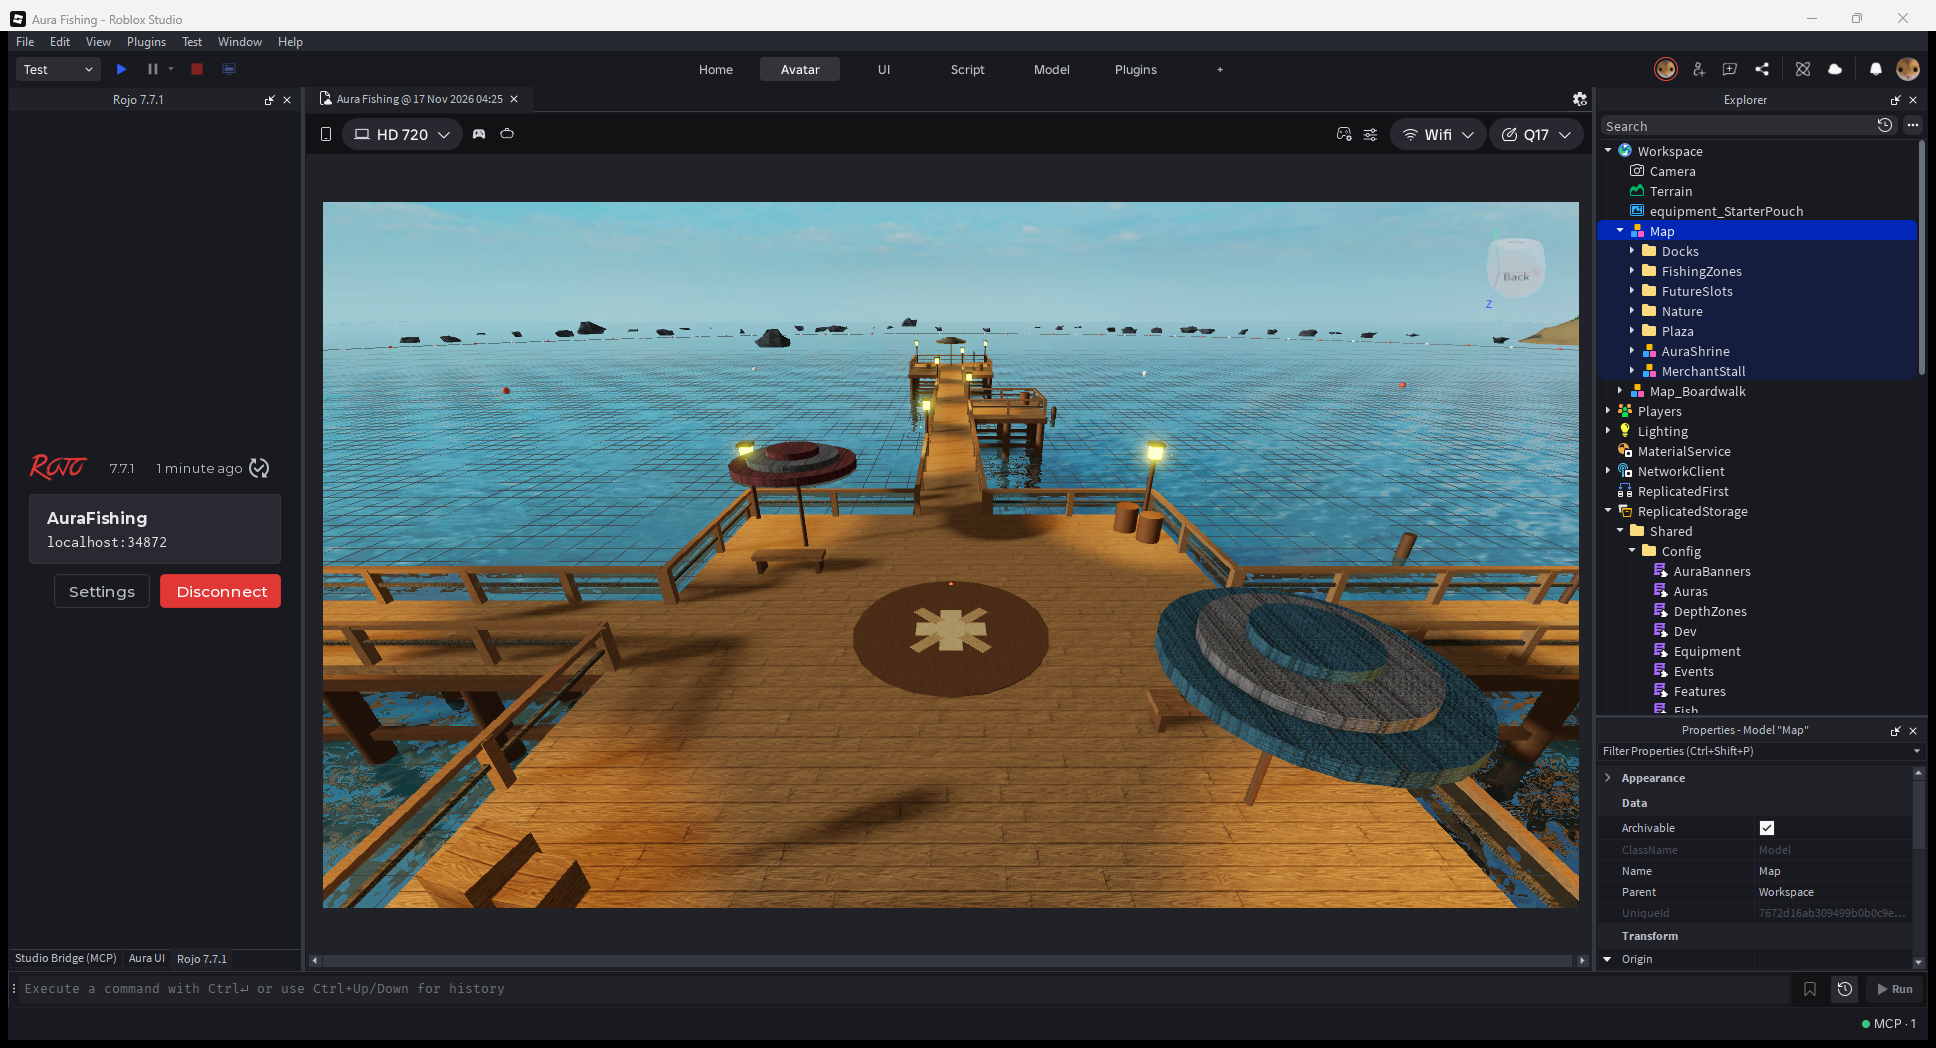 Aura Fishing - Roblox Studio
File Edit View Plugins Test Window Help
Test
Home Avatar UI Script Model Plugins +
Rojo 7.7.1
Aura Fishing @ 17 Nov 2026 04:25
HD 720
Wifi
Q17
Back
Z
ROJO 7.7.1 1 minute ago
AuraFishing
localhost:34872
Settings
Disconnect
Studio Bridge (MCP) Aura UI Rojo 7.7.1
Explorer
Search
Workspace
Camera
Terrain
equipment_StarterPouch
Map
Docks
FishingZones
FutureSlots
Nature
Plaza
AuraShrine
MerchantStall
Map_Boardwalk
Players
Lighting
MaterialService
NetworkClient
ReplicatedFirst
ReplicatedStorage
Shared
Config
AuraBanners
Auras
DepthZones
Dev
Equipment
Events
Features
Fish
Properties - Model "Map"
Filter Properties (Ctrl+Shift+P)
Appearance
Data
Archivable
ClassName Model
Name Map
Parent Workspace
UniqueId 7672d16ab309499b0b0c9e...
Transform
Origin
Execute a command with Ctrl↵ or use Ctrl+Up/Down for history
Run
MCP · 1